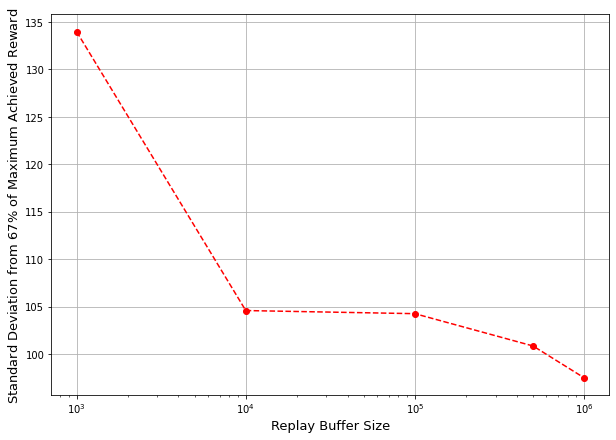 Standard Deviation from 67% of Maximum Achieved Reward
135
130
125
120
115
110
105
100
10³ 10⁴ 10⁵ 10⁶
Replay Buffer Size